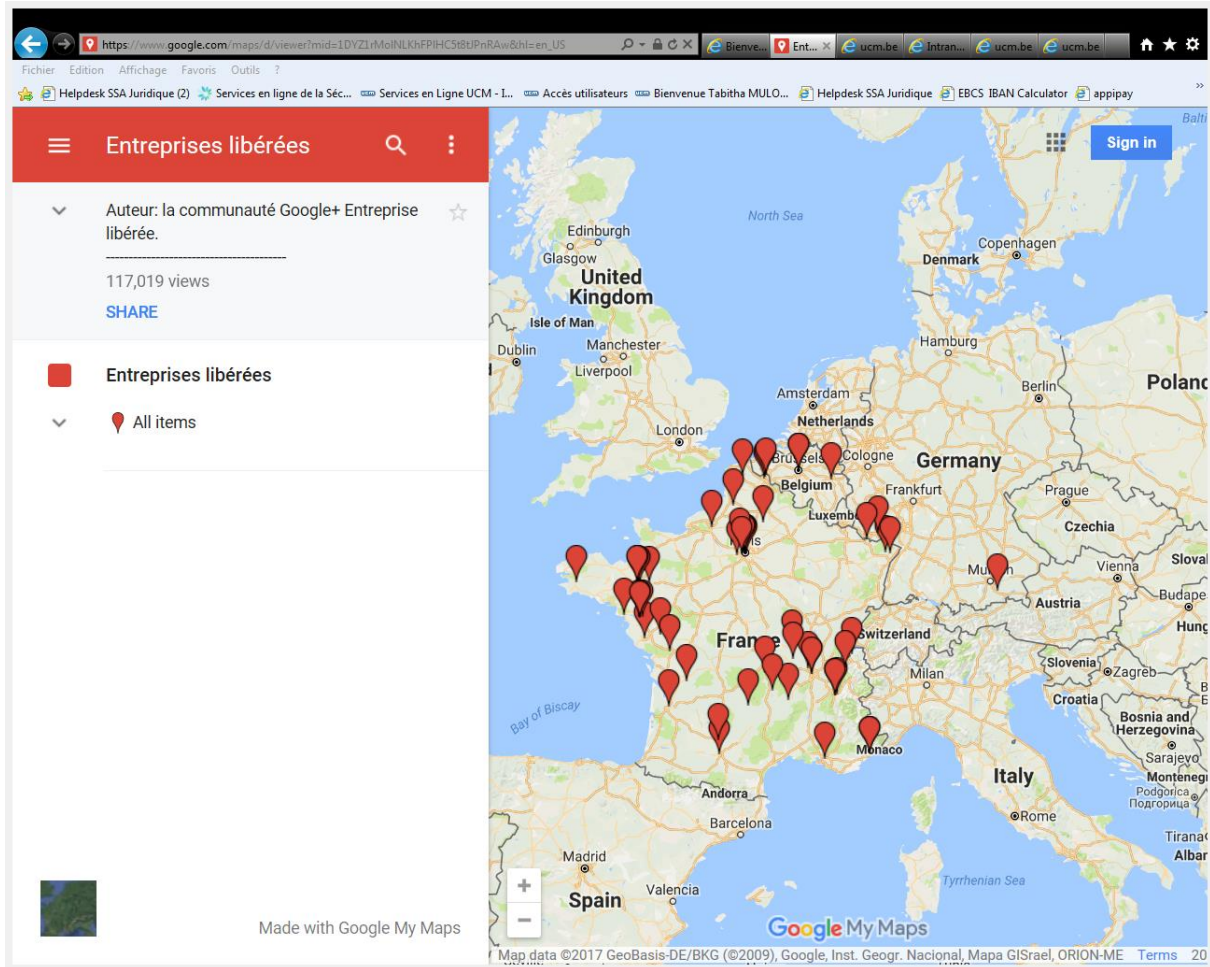 https://www.google.com/maps/d/viewer?mid=1DYZ1rMolNLKhFPlHC5t8tJPnRAw&hl=en_US
Bienve...
Ent...
ucm.be
Intran...
ucm.be
ucm.be
Fichier Edition Affichage Favoris Outils ?
Helpdesk SSA Juridique (2)
Services en ligne de la Séc...
Services en Ligne UCM - I...
Accès utilisateurs
Bienvenue Tabitha MULO...
Helpdesk SSA Juridique
EBCS IBAN Calculator
appipay
Entreprises libérées
Auteur: la communauté Google+ Entreprise
libérée.
----------------------------------------
117,019 views
SHARE
Entreprises libérées
All items
Made with Google My Maps
Sign in
North Sea
Edinburgh
Glasgow
United
Kingdom
Isle of Man
Dublin
Manchester
Liverpool
London
Copenhagen
Denmark
Hamburg
Berlin
Poland
Amsterdam
Netherlands
Brussels
Cologne
Germany
Belgium
Frankfurt
Prague
Luxemb
Czechia
Vienna
Slova
Austria
Budape
Hung
France
Switzerland
Milan
Slovenia
Zagreb
Croatia
Bosnia and
Herzegovina
Sarajevo
Montene
Podgorica
Подгорица
Bay of Biscay
Monaco
Italy
Andorra
Barcelona
Rome
Tirana
Albar
Madrid
Spain
Valencia
Tyrrhenian Sea
Google My Maps
Map data ©2017 GeoBasis-DE/BKG (©2009), Google, Inst. Geogr. Nacional, Mapa GISrael, ORION-ME Terms 20